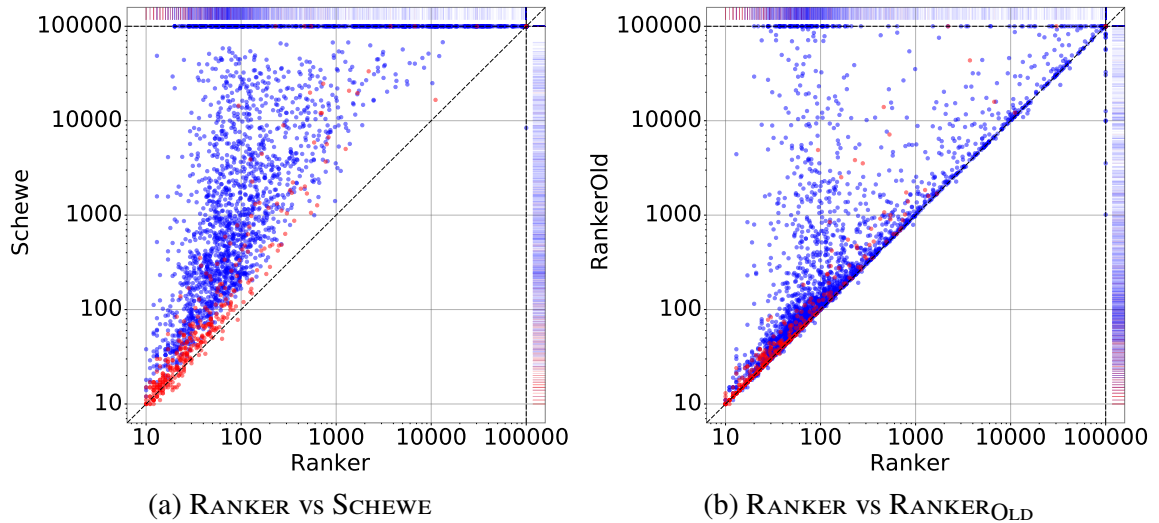 100000
10000
1000
100
10
Schewe
10 100 1000 10000 100000
Ranker
(a) RANKER VS SCHEWE
100000
10000
1000
100
10
RankerOld
10 100 1000 10000 100000
Ranker
(b) RANKER VS RANKEROLD